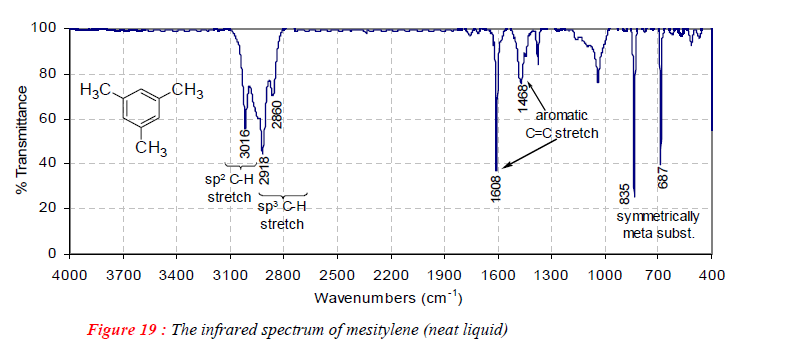 100
80
60
40
20
0
% Transmittance
H₃C
CH₃
CH₃
3016
2918
2860
sp² C-H
stretch
sp³ C-H
stretch
1608
1468
aromatic
C=C stretch
835
687
symmetrically
meta subst.
4000 3700 3400 3100 2800 2500 2200 1900 1600 1300 1000 700 400
Wavenumbers (cm⁻¹)
Figure 19 : The infrared spectrum of mesitylene (neat liquid)